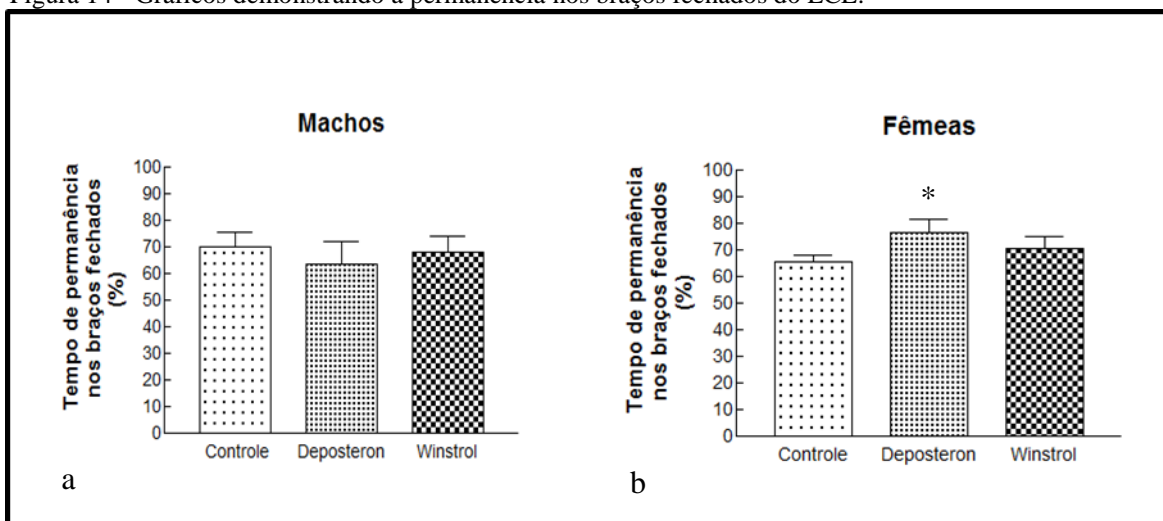 Figura 14 - Gráficos demonstrando a permanência nos braços fechados do LCE.
Machos
Tempo de permanência
nos braços fechados
(%)
100
90
80
70
60
50
40
30
20
10
0
Controle Deposteron Winstrol
a
Fêmeas
Tempo de permanência
nos braços fechados
(%)
100
90
80
70
60
50
40
30
20
10
0
*
Controle Deposteron Winstrol
b